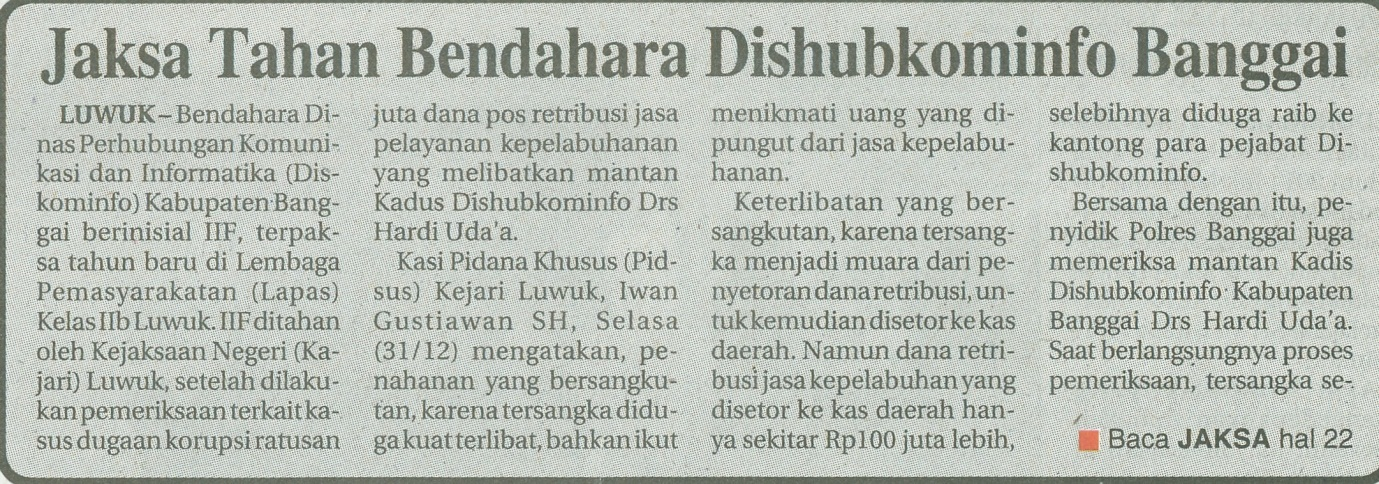 Jaksa Tahan Bendahara Dishubkominfo Banggai
LUWUK – Bendahara Di-
nas Perhubungan Komuni-
kasi dan Informatika (Dis-
kominfo) Kabupaten Bang-
gai berinisial IIF, terpak-
sa tahun baru di Lembaga
Pemasyarakatan (Lapas)
Kelas IIb Luwuk. IIF ditahan
oleh Kejaksaan Negeri (Ka-
jari) Luwuk, setelah dilaku-
kan pemeriksaan terkait ka-
sus dugaan korupsi ratusan
juta dana pos retribusi jasa
pelayanan kepelabuhanan
yang melibatkan mantan
Kadus Dishubkominfo Drs
Hardi Uda'a.
Kasi Pidana Khusus (Pid-
sus) Kejari Luwuk, Iwan
Gustiawan SH, Selasa
(31/12) mengatakan, pe-
nahanan yang bersangku-
tan, karena tersangka didu-
ga kuat terlibat, bahkan ikut
menikmati uang yang di-
pungut dari jasa kepelabu-
hanan.
Keterlibatan yang ber-
sangkutan, karena tersang-
ka menjadi muara dari pe-
nyetoran dana retribusi, un-
tuk kemudian disetor ke kas
daerah. Namun dana retri-
busi jasa kepelabuhan yang
disetor ke kas daerah han-
ya sekitar Rp100 juta lebih,
selebihnya diduga raib ke
kantong para pejabat Di-
shubkominfo.
Bersama dengan itu, pe-
nyidik Polres Banggai juga
memeriksa mantan Kadis
Dishubkominfo Kabupaten
Banggai Drs Hardi Uda'a.
Saat berlangsungnya proses
pemeriksaan, tersangka se-
Baca JAKSA hal 22